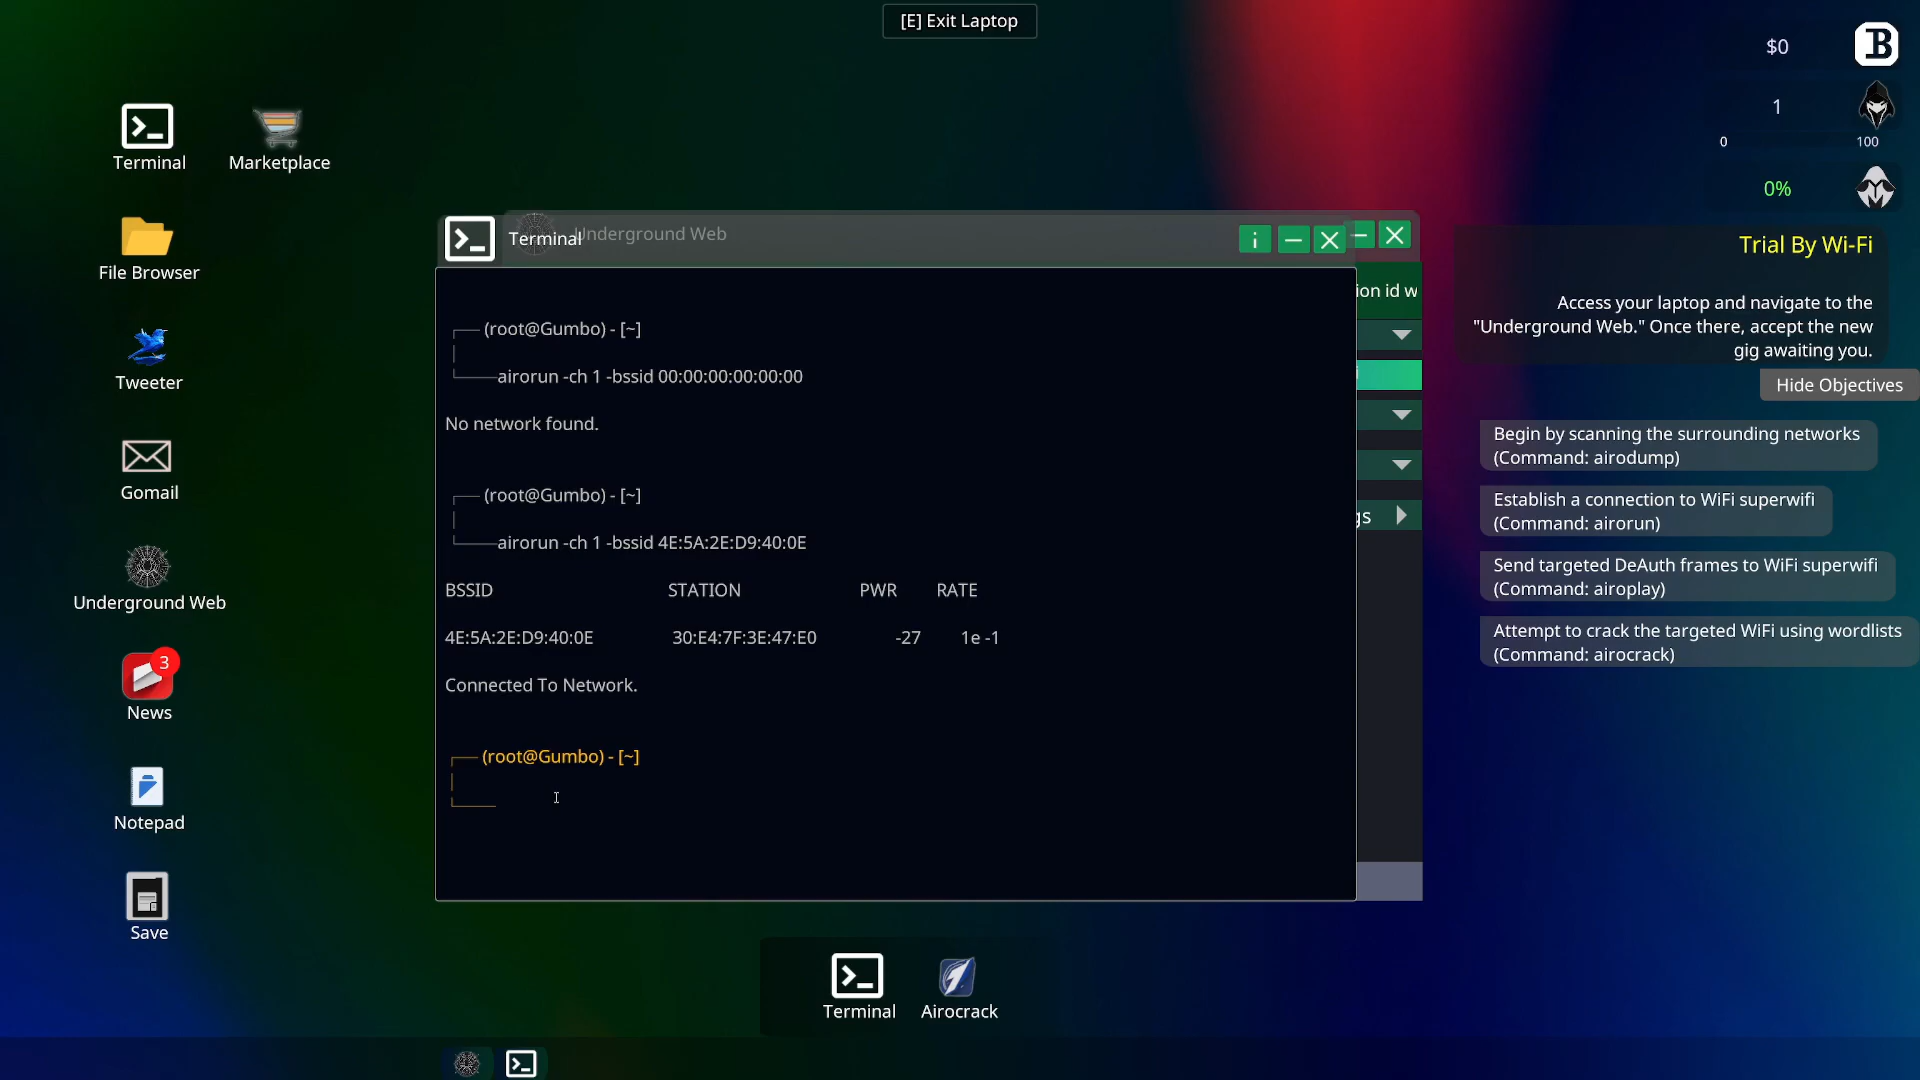 [E] Exit Laptop
$0
1
0 100
0%
Terminal
Marketplace
File Browser
Tweeter
Gomail
Underground Web
3
News
Notepad
Save
Terminal
Underground Web
i
(root@Gumbo) - [~]
airorun -ch 1 -bssid 00:00:00:00:00:00
No network found.
(root@Gumbo) - [~]
airorun -ch 1 -bssid 4E:5A:2E:D9:40:0E
BSSID STATION PWR RATE
4E:5A:2E:D9:40:0E 30:E4:7F:3E:47:E0 -27 1e -1
Connected To Network.
(root@Gumbo) - [~]
ion id w
gs
Trial By Wi-Fi
Access your laptop and navigate to the
"Underground Web." Once there, accept the new
gig awaiting you.
Hide Objectives
Begin by scanning the surrounding networks
(Command: airodump)
Establish a connection to WiFi superwifi
(Command: airorun)
Send targeted DeAuth frames to WiFi superwifi
(Command: airoplay)
Attempt to crack the targeted WiFi using wordlists
(Command: airocrack)
Terminal
Airocrack